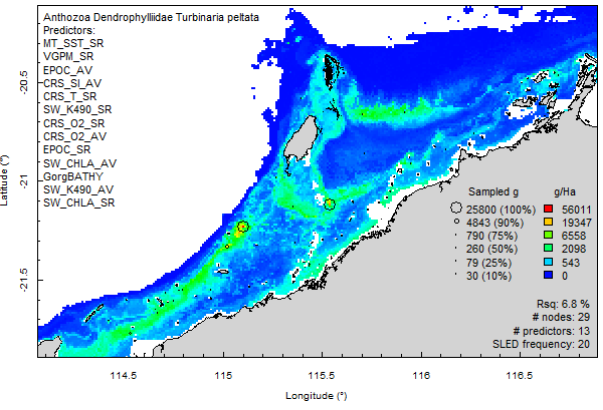 Anthozoa Dendrophylliidae Turbinaria peltata
Predictors:
MT_SST_SR
VGPM_SR
EPOC_AV
CRS_SI_AV
CRS_T_SR
SW_K490_SR
CRS_O2_SR
CRS_O2_AV
EPOC_SR
SW_CHLA_AV
GorgBATHY
SW_K490_AV
SW_CHLA_SR
20.5
-21
21.5
Latitude (°)
Sampled g g/Ha
25800 (100%) 56011
4843 (90%) 19347
790 (75%) 6558
260 (50%) 2098
79 (25%) 543
30 (10%) 0
Rsq: 6.8 %
# nodes: 29
# predictors: 13
SLED frequency: 20
114.5 115 115.5 116 116.5
Longitude (°)